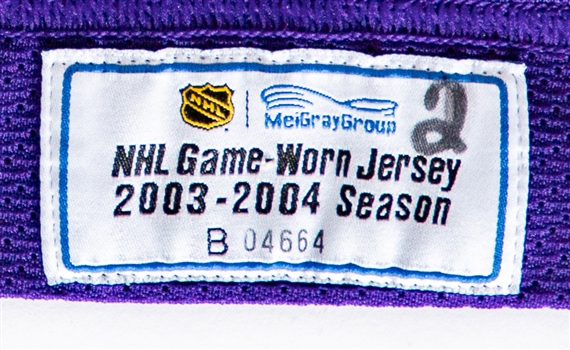 NHL MeiGrayGroup 2
NHL Game-Worn Jersey
2003-2004 Season
B 04664